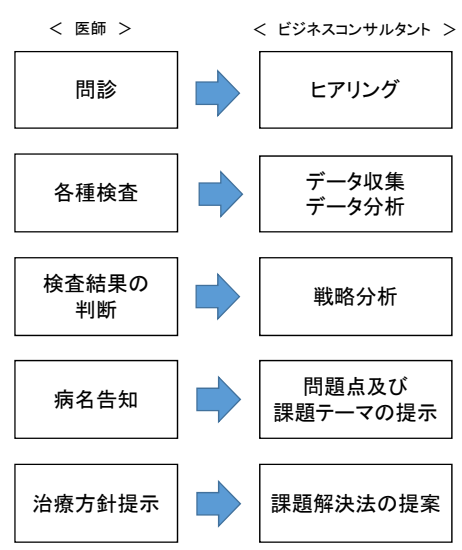 ＜ 医師 ＞
＜ ビジネスコンサルタント ＞
問診
ヒアリング
各種検査
データ収集
データ分析
検査結果の
判断
戦略分析
病名告知
問題点及び
課題テーマの提示
治療方針提示
課題解決法の提案